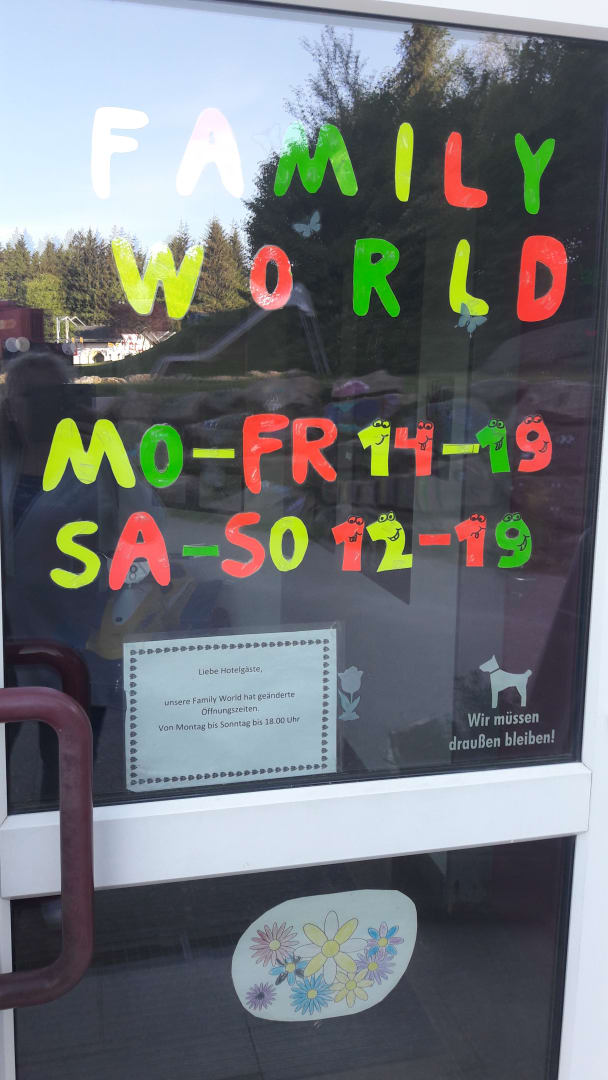 FAMILY
WORLD
MO-FR 14-19
SA-SO 12-19
Liebe Hotelgäste,
unsere Family World hat geänderte
Öffnungszeiten.
Von Montag bis Sonntag bis 18.00 Uhr
Wir müssen
draußen bleiben!